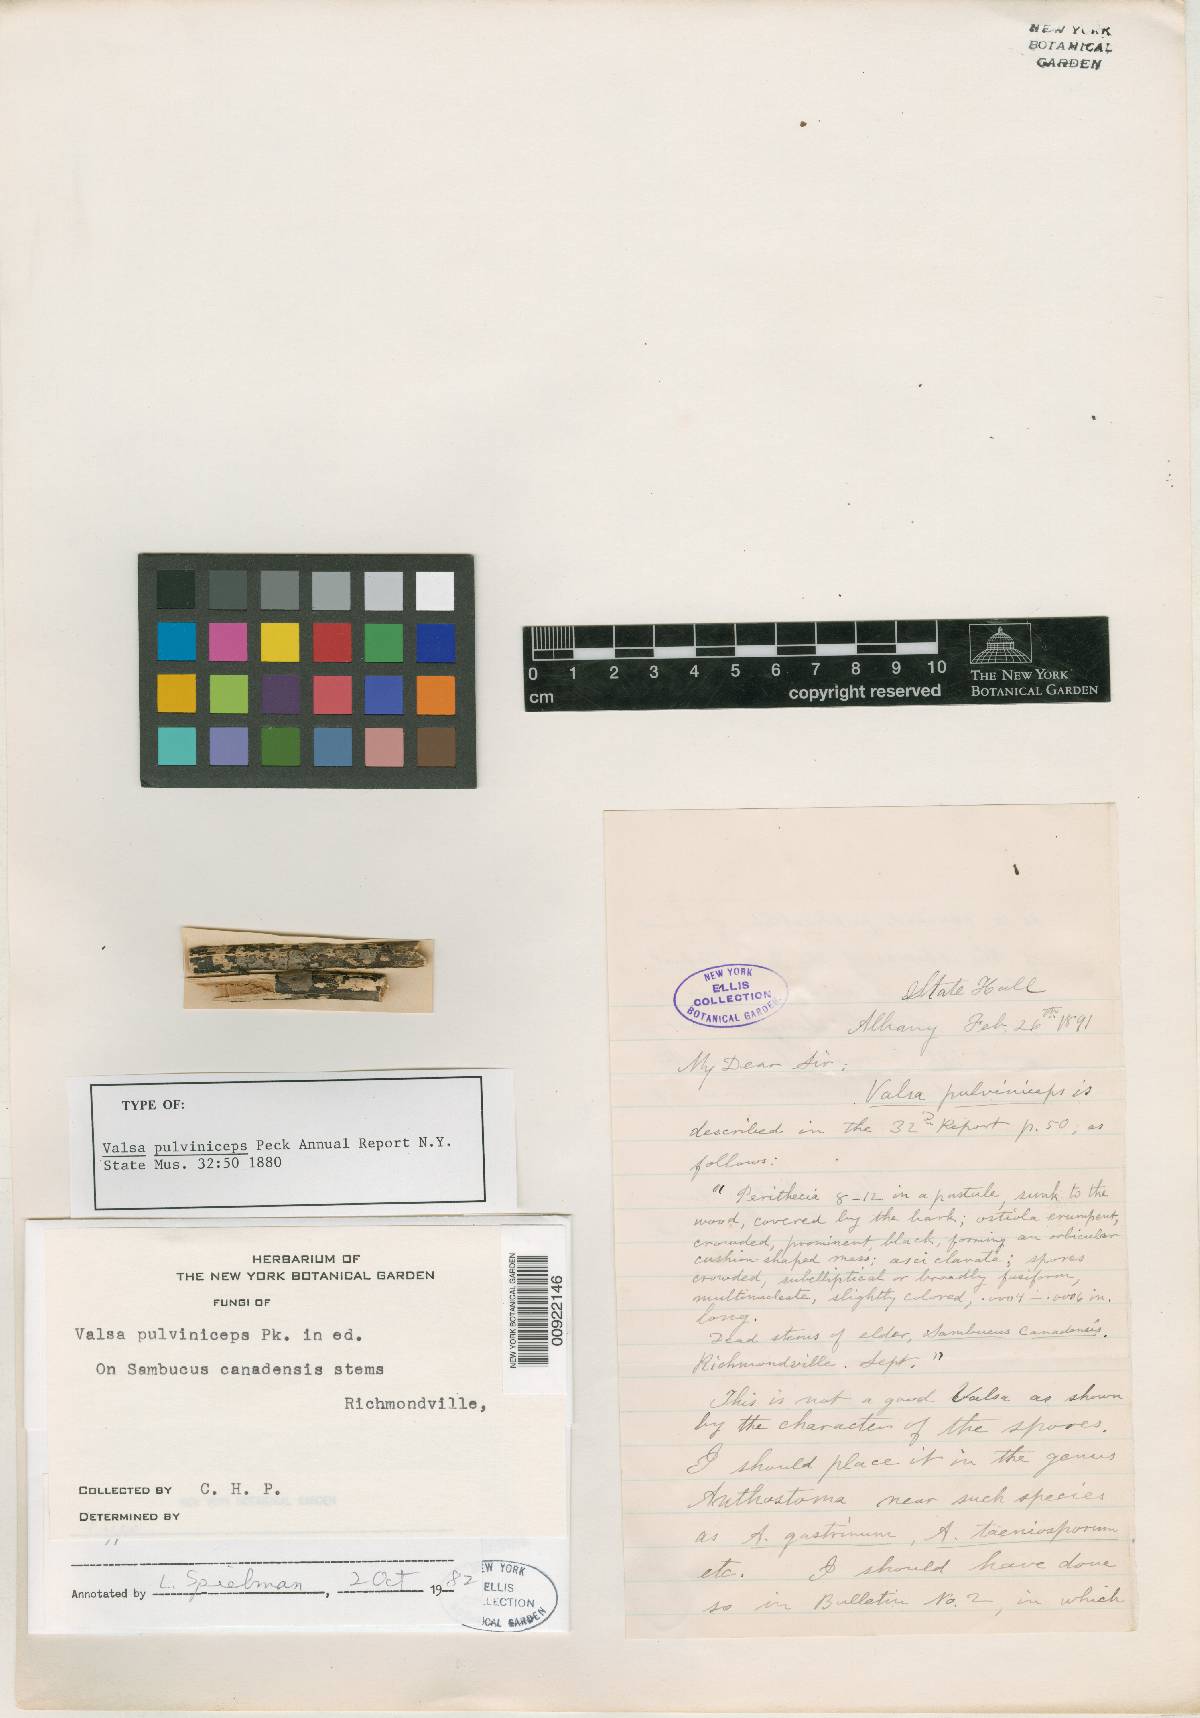 NEW YORK
BOTANICAL
GARDEN
0 1 2 3 4 5 6 7 8 9 10
cm
copyright reserved
THE NEW YORK
BOTANICAL GARDEN
NEW YORK
ELLIS
COLLECTION
BOTANICAL GARDEN
State Hall
Albany Feb. 26th 1891
My Dear Sir:
Valsa pulviniceps is
described in the 32D Report p. 50, as
follows:
" Perithecia 8-12 in a pustule, sunk to the
wood, covered by the bark; ostiola erumpent,
crowded, prominent black, forming an orbicular
cushion shaped mass; asci clavate; spores
crowded, subelliptical or broadly fusiform,
multinucleate, slightly colored, .0004 - .0006 in.
long.
Dead stems of elder, Sambucus Canadensis.
Richmondville. Sept. "
This is not a good Valsa as shown
by the character of the spores.
I should place it in the genus
Anthostoma near such species
as A. gastrinum, A. taeniosporum
etc. I should have done
so in Bulletin No. 2, in which
TYPE OF:
Valsa pulviniceps Peck Annual Report N.Y.
State Mus. 32:50 1880
HERBARIUM OF
THE NEW YORK BOTANICAL GARDEN
FUNGI OF
Valsa pulviniceps Pk. in ed.
On Sambucus canadensis stems
Richmondville,
COLLECTED BY C. H. P.
DETERMINED BY
"
NEW YORK BOTANICAL GARDEN
00922146
Annotated by L. Spielman, 2 Oct 1982
EW YORK
ELLIS
LLECTION
ICAL GARDEN